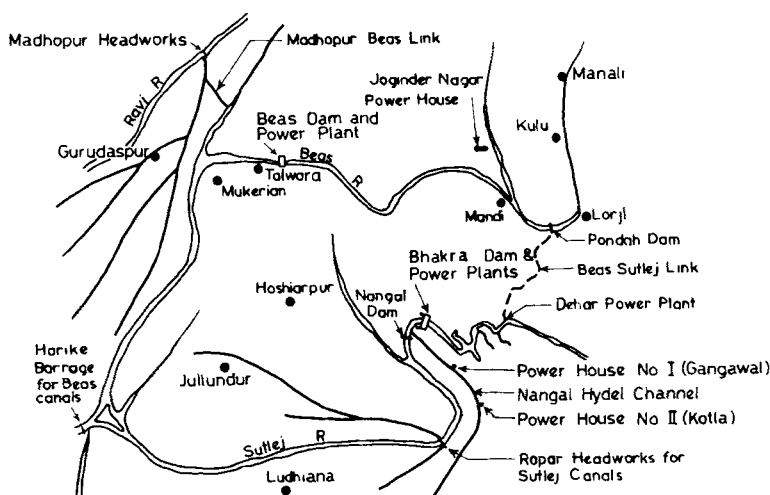 Madhopur Headworks
Madhopur Beas Link
Ravi R
Joginder Nagar
Power House
Manali
Kulu
Beas Dam and
Power Plant
Beas R
Gurudaspur
Talwara
Mukerian
Mandi
Lorji
Pondah Dam
Bhakra Dam &
Power Plants
Beas Sutlej Link
Hoshiarpur
Nangal
Dam
Dehar Power Plant
Harike
Barrage
for Beas
canals
Jullundur
Power House No I (Gangawal)
Nangal Hydel Channel
Power House No II (Kotla)
Sutlej R
Ropar Headworks for
Sutlej Canals
Ludhiana